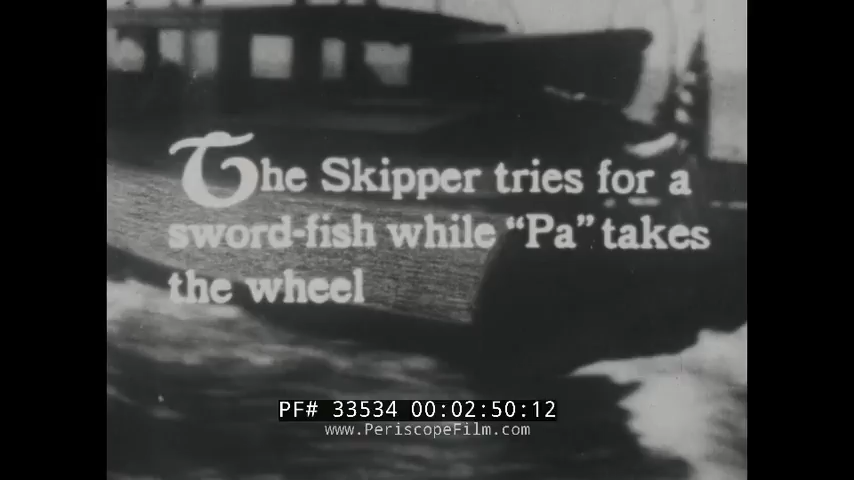 The Skipper tries for a
sword-fish while “Pa” takes
the wheel
PF# 33534 00:02:50:12
www.PeriscopeFilm.com